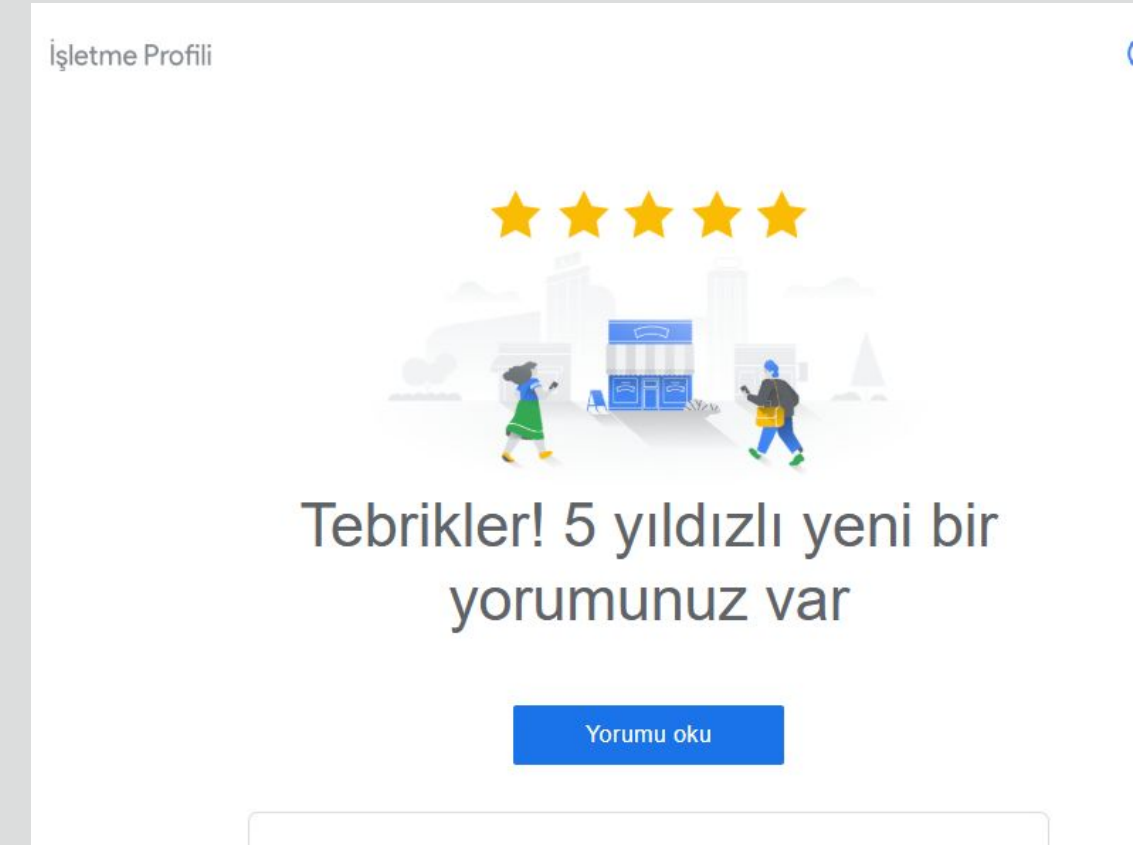 İşletme Profili
Tebrikler! 5 yıldızlı yeni bir
yorumunuz var
Yorumu oku